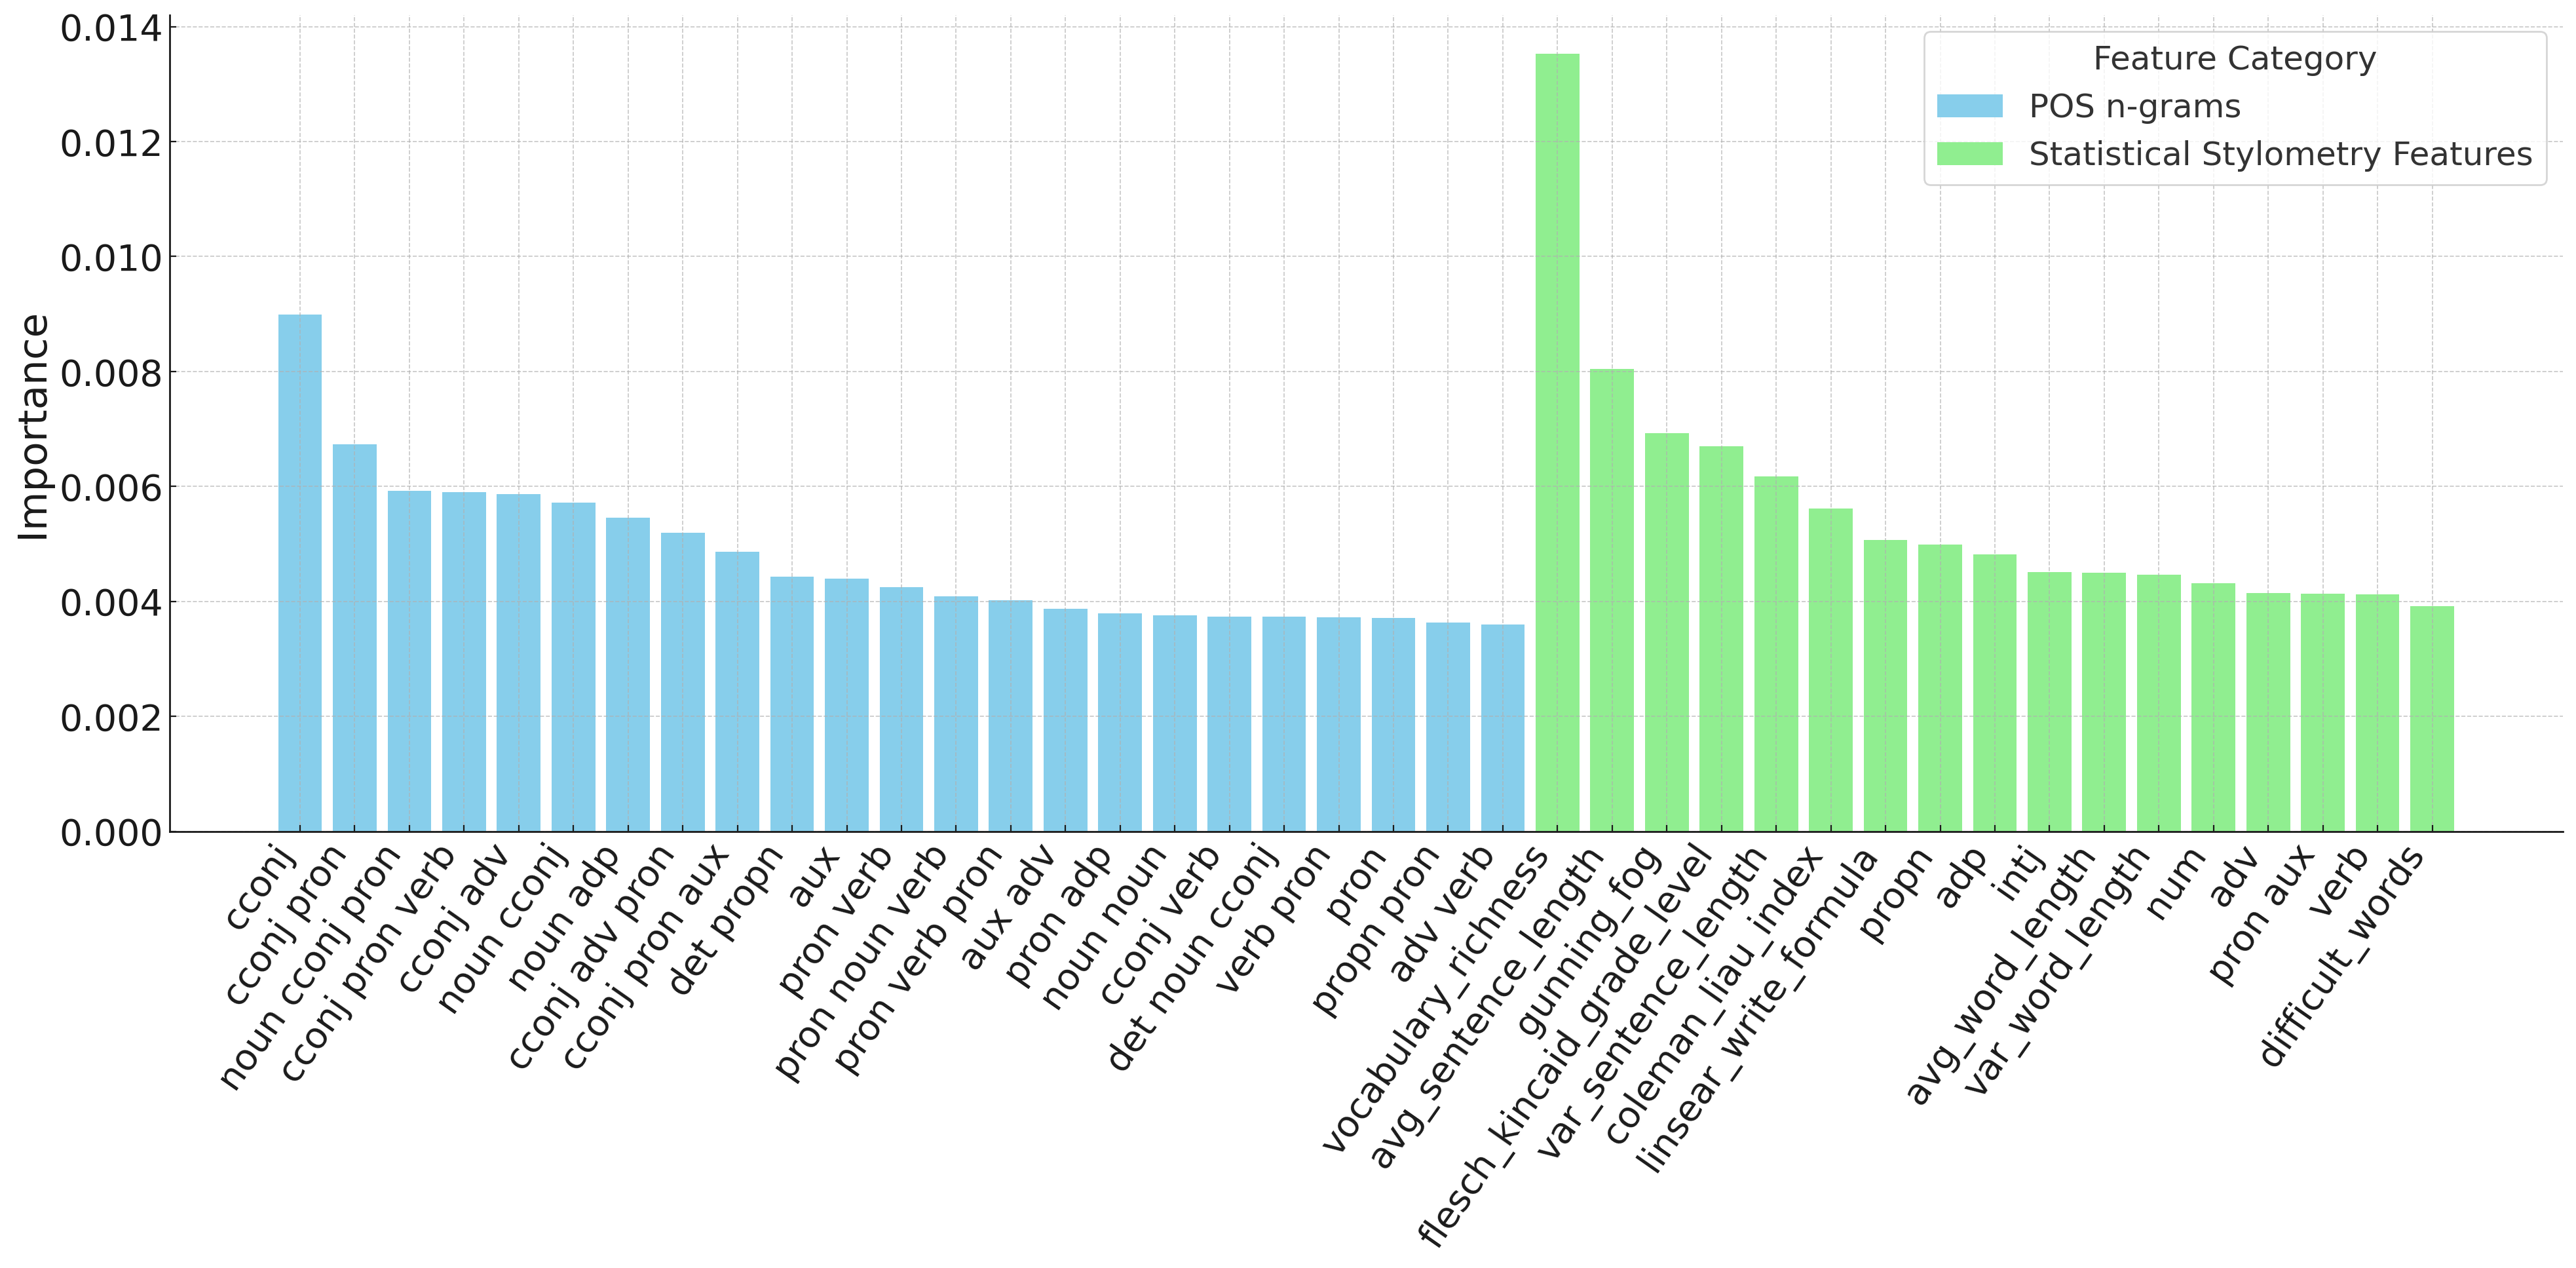 0.014
0.012
0.010
0.008
0.006
0.004
0.002
0.000
Importance
Feature Category
POS n-grams
Statistical Stylometry Features
cconj
cconj pron
noun cconj pron
cconj pron verb
cconj adv
noun cconj
noun adp
cconj adv pron
cconj pron aux
det propn
aux
pron verb
pron noun verb
pron verb pron
aux adv
pron adp
noun noun
cconj verb
det noun cconj
verb pron
pron
propn pron
adv verb
vocabulary_richness
avg_sentence_length
gunning_fog
flesch_kincaid_grade_level
var_sentence_length
coleman_liau_index
linsear_write_formula
propn
adp
intj
avg_word_length
var_word_length
num
adv
pron aux
verb
difficult_words